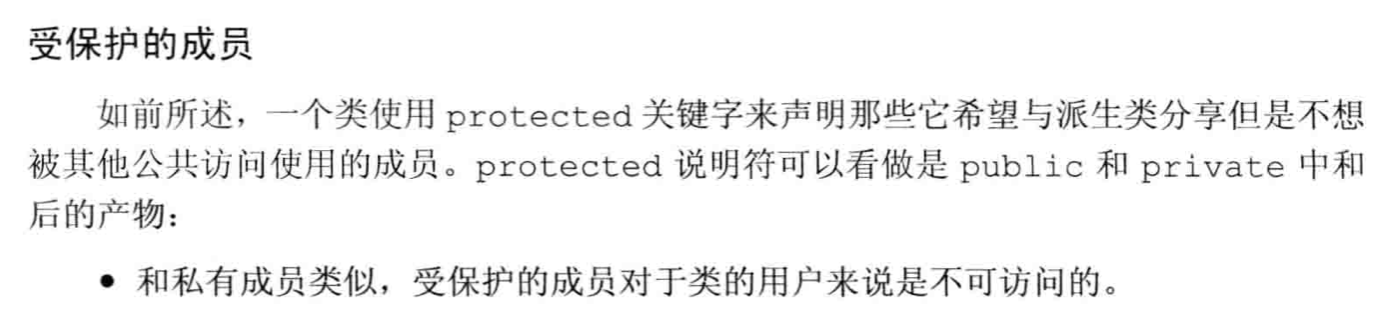 受保护的成员
如前所述，一个类使用 protected 关键字来声明那些它希望与派生类分享但是不想
被其他公共访问使用的成员。protected 说明符可以看做是 public 和 private 中和
后的产物：
● 和私有成员类似，受保护的成员对于类的用户来说是不可访问的。